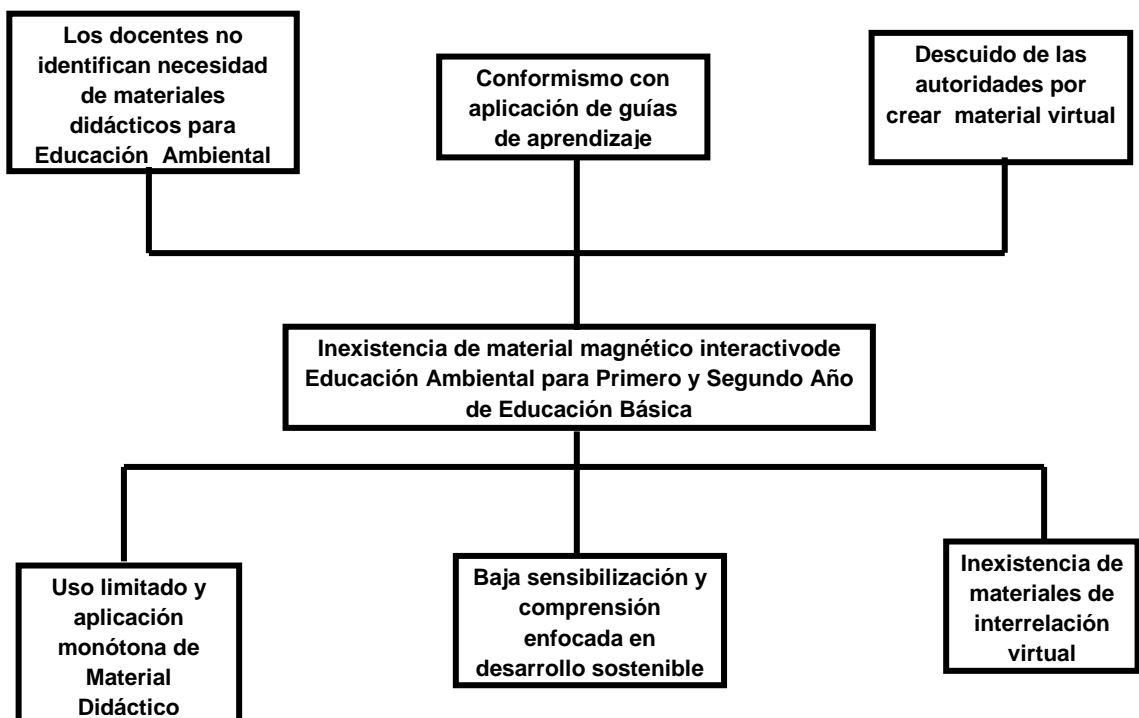 Los docentes no
identifican necesidad
de materiales
didácticos para
Educación Ambiental
Conformismo con
aplicación de guías
de aprendizaje
Descuido de las
autoridades por
crear material virtual
Inexistencia de material magnético interactivode
Educación Ambiental para Primero y Segundo Año
de Educación Básica
Uso limitado y
aplicación
monótona de
Material
Didáctico
Baja sensibilización y
comprensión
enfocada en
desarrollo sostenible
Inexistencia de
materiales de
interrelación
virtual